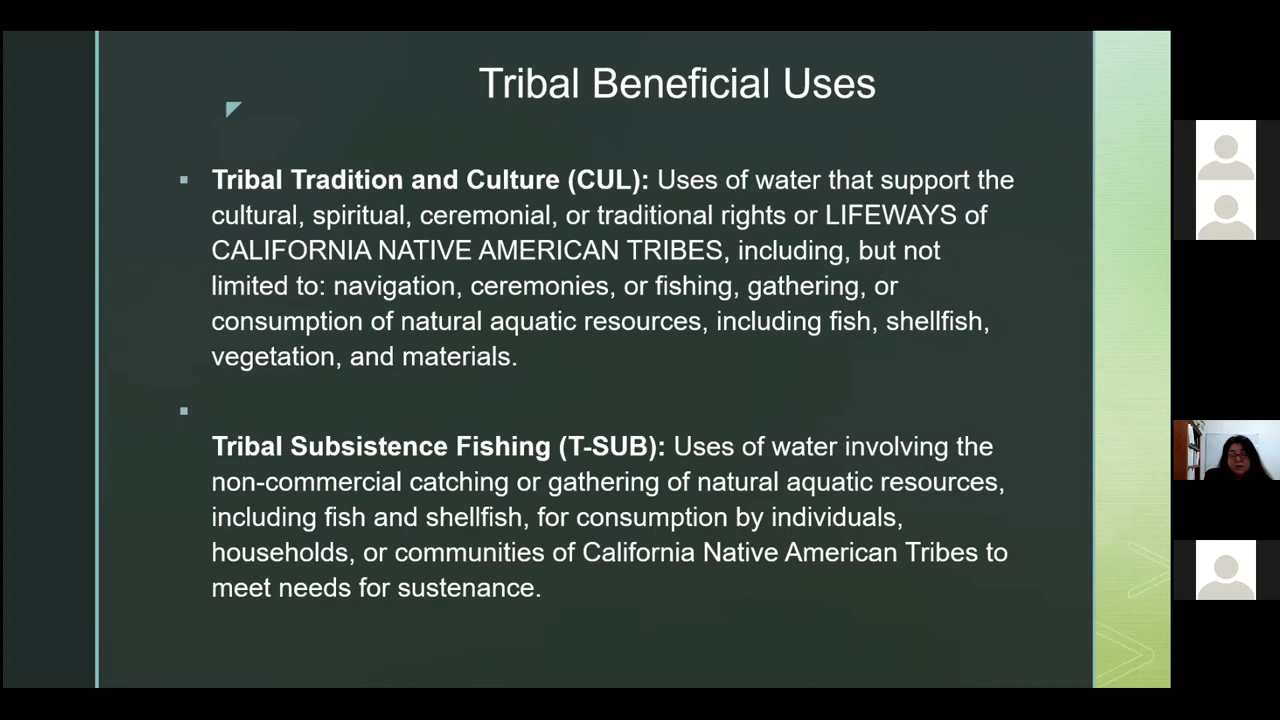 Tribal Beneficial Uses
Tribal Tradition and Culture (CUL): Uses of water that support the
cultural, spiritual, ceremonial, or traditional rights or LIFEWAYS of
CALIFORNIA NATIVE AMERICAN TRIBES, including, but not
limited to: navigation, ceremonies, or fishing, gathering, or
consumption of natural aquatic resources, including fish, shellfish,
vegetation, and materials.
Tribal Subsistence Fishing (T-SUB): Uses of water involving the
non-commercial catching or gathering of natural aquatic resources,
including fish and shellfish, for consumption by individuals,
households, or communities of California Native American Tribes to
meet needs for sustenance.